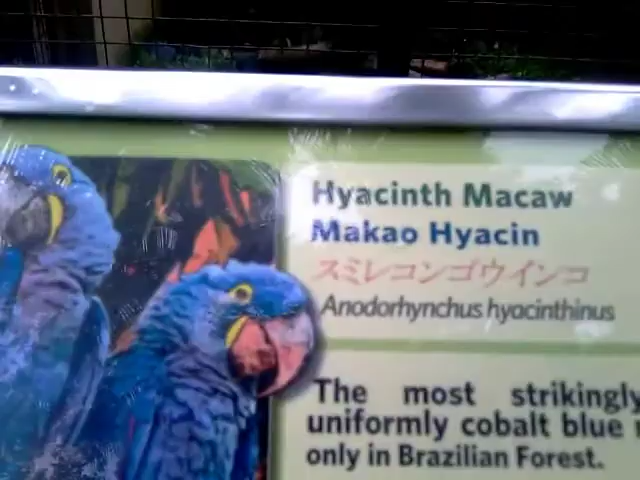 Hyacinth Macaw
Makao Hyacin
スミレコンゴウインコ
Anodorhynchus hyacinthinus
The most strikingly
uniformly cobalt blue
only in Brazilian Forest.